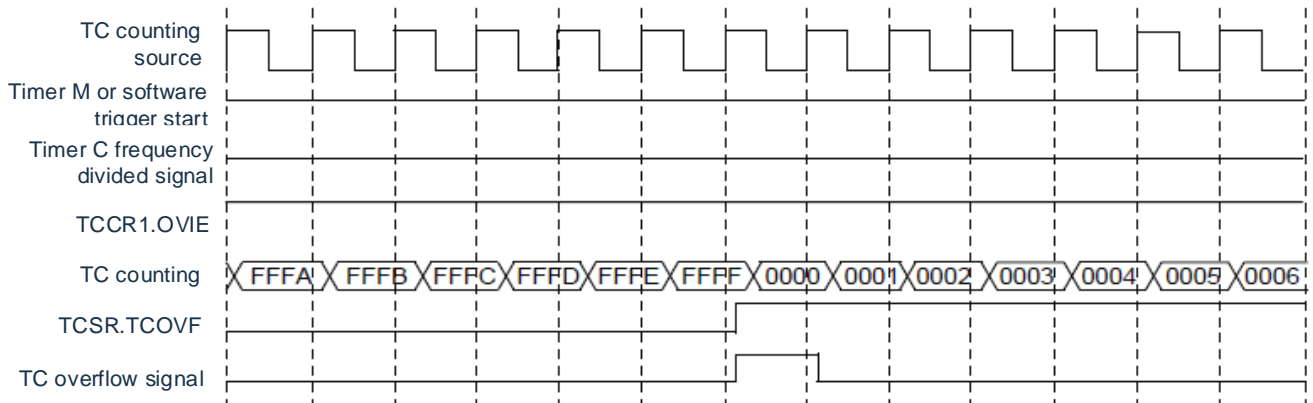 TC counting
source
Timer M or software
trigger start
Timer C frequency
divided signal
TCCR1.OVIE
TC counting FFFA FFFB FFFC FFFD FFFE FFFF 0000 0001 0002 0003 0004 0005 0006
TCSR.TCOVF
TC overflow signal